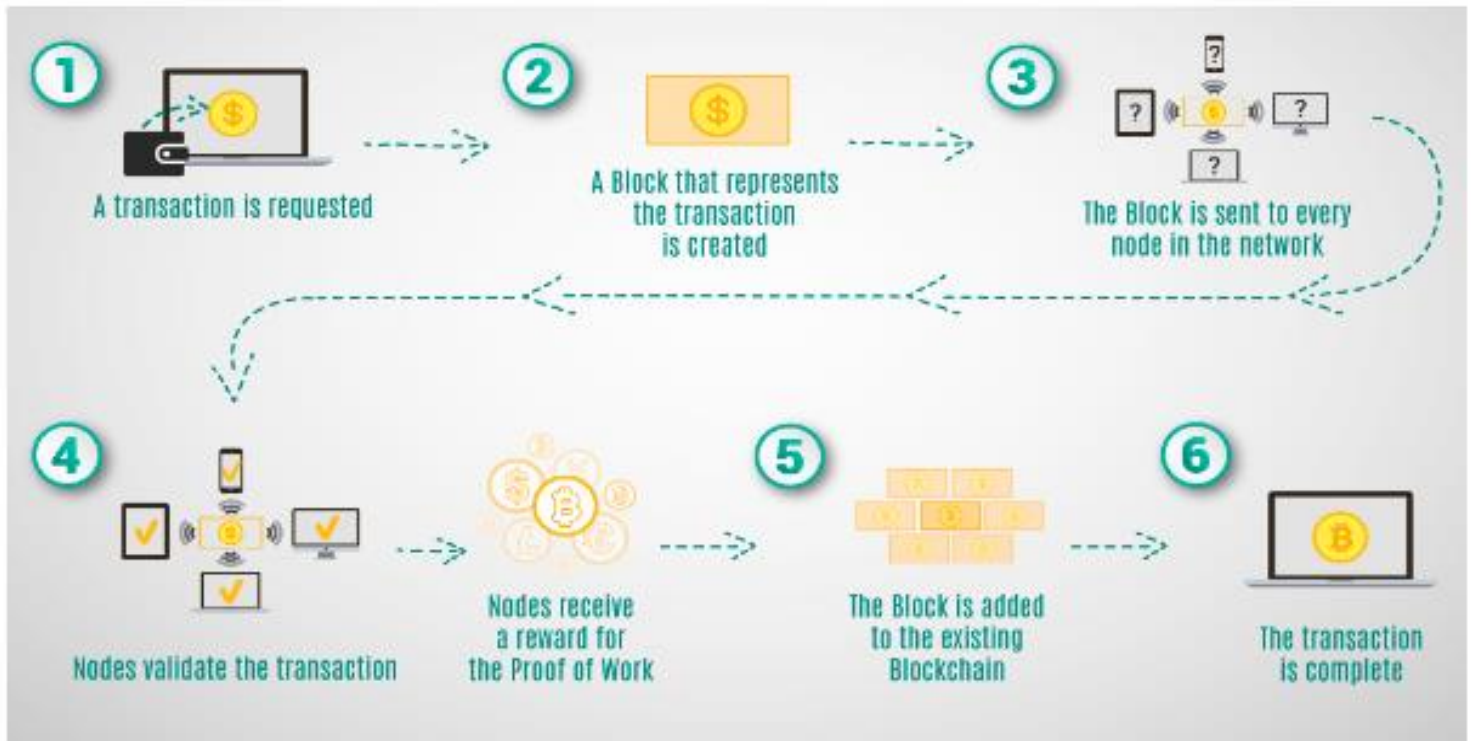 1
A transaction is requested
2
A Block that represents
the transaction
is created
3
The Block is sent to every
node in the network
4
Nodes validate the transaction
Nodes receive
a reward for
the Proof of Work
5
The Block is added
to the existing
Blockchain
6
The transaction
is complete